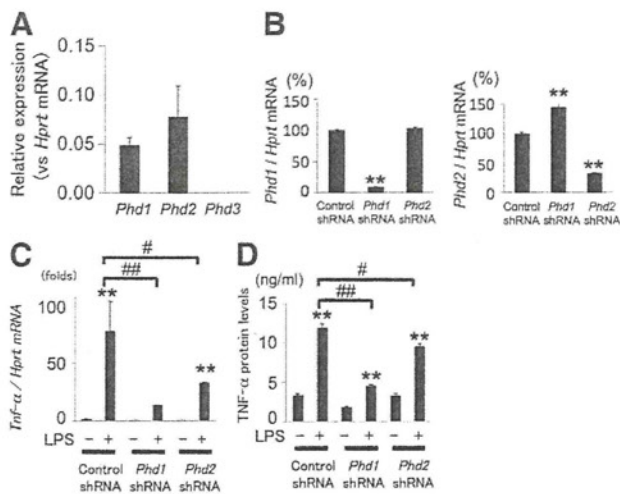 A
Relative expression
(vs Hprt mRNA)
0.15
0.10
0.05
0.00
Phd1 Phd2 Phd3
B
(%)
Phd1 / Hprt mRNA
150
100
50
0
**
Control shRNA
Phd1 shRNA
Phd2 shRNA
(%)
Phd2 / Hprt mRNA
150
100
50
0
**
**
Control shRNA
Phd1 shRNA
Phd2 shRNA
C
(folds)
Tnf-α / Hprt mRNA
100
50
0
#
##
**
**
LPS − + − + − +
Control shRNA
Phd1 shRNA
Phd2 shRNA
D
(ng/ml)
TNF-α protein levels
15
10
5
0
#
##
**
**
**
LPS − + − + − +
Control shRNA
Phd1 shRNA
Phd2 shRNA